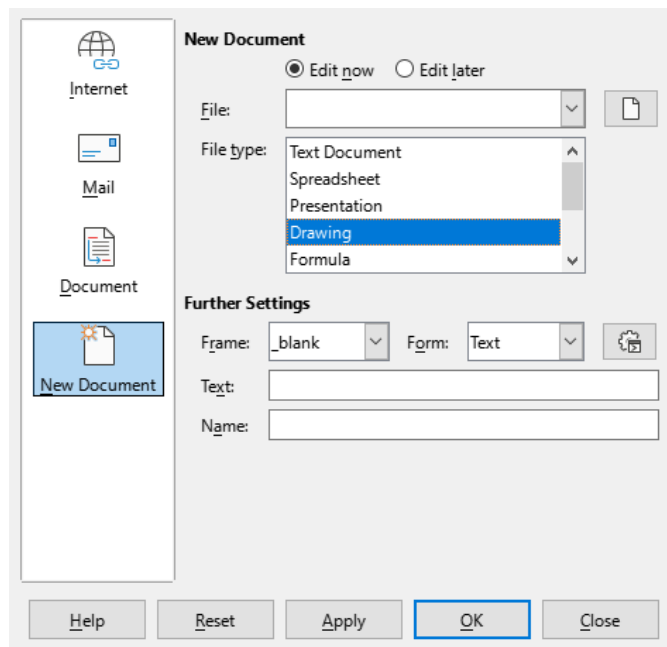 Internet
Mail
Document
New Document
New Document
Edit now Edit later
File:
File type:
Text Document
Spreadsheet
Presentation
Drawing
Formula
Further Settings
Frame: _blank Form: Text
Text:
Name:
Help Reset Apply OK Close